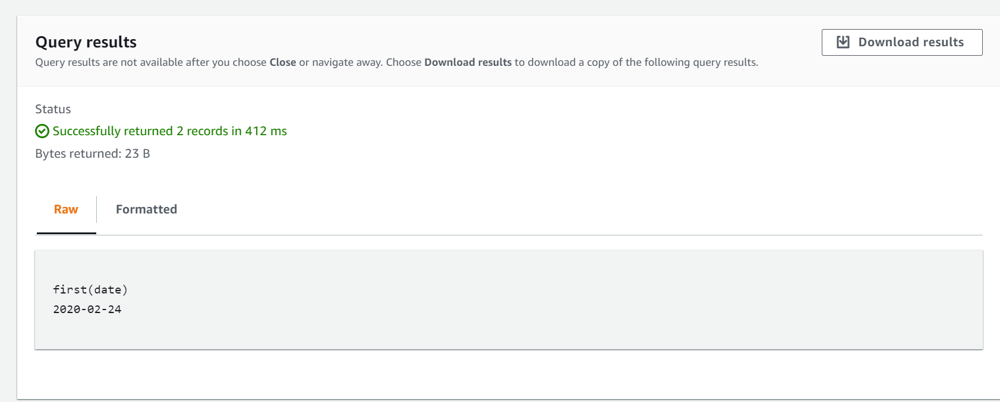 Query results
Download results
Query results are not available after you choose Close or navigate away. Choose Download results to download a copy of the following query results.
Status
Successfully returned 2 records in 412 ms
Bytes returned: 23 B
Raw
Formatted
first(date)
2020-02-24